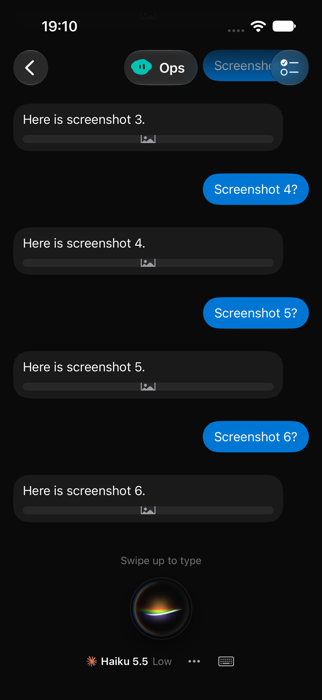 19:10
Ops
Screensho
Here is screenshot 3.
Screenshot 4?
Here is screenshot 4.
Screenshot 5?
Here is screenshot 5.
Screenshot 6?
Here is screenshot 6.
Swipe up to type
Haiku 5.5 Low